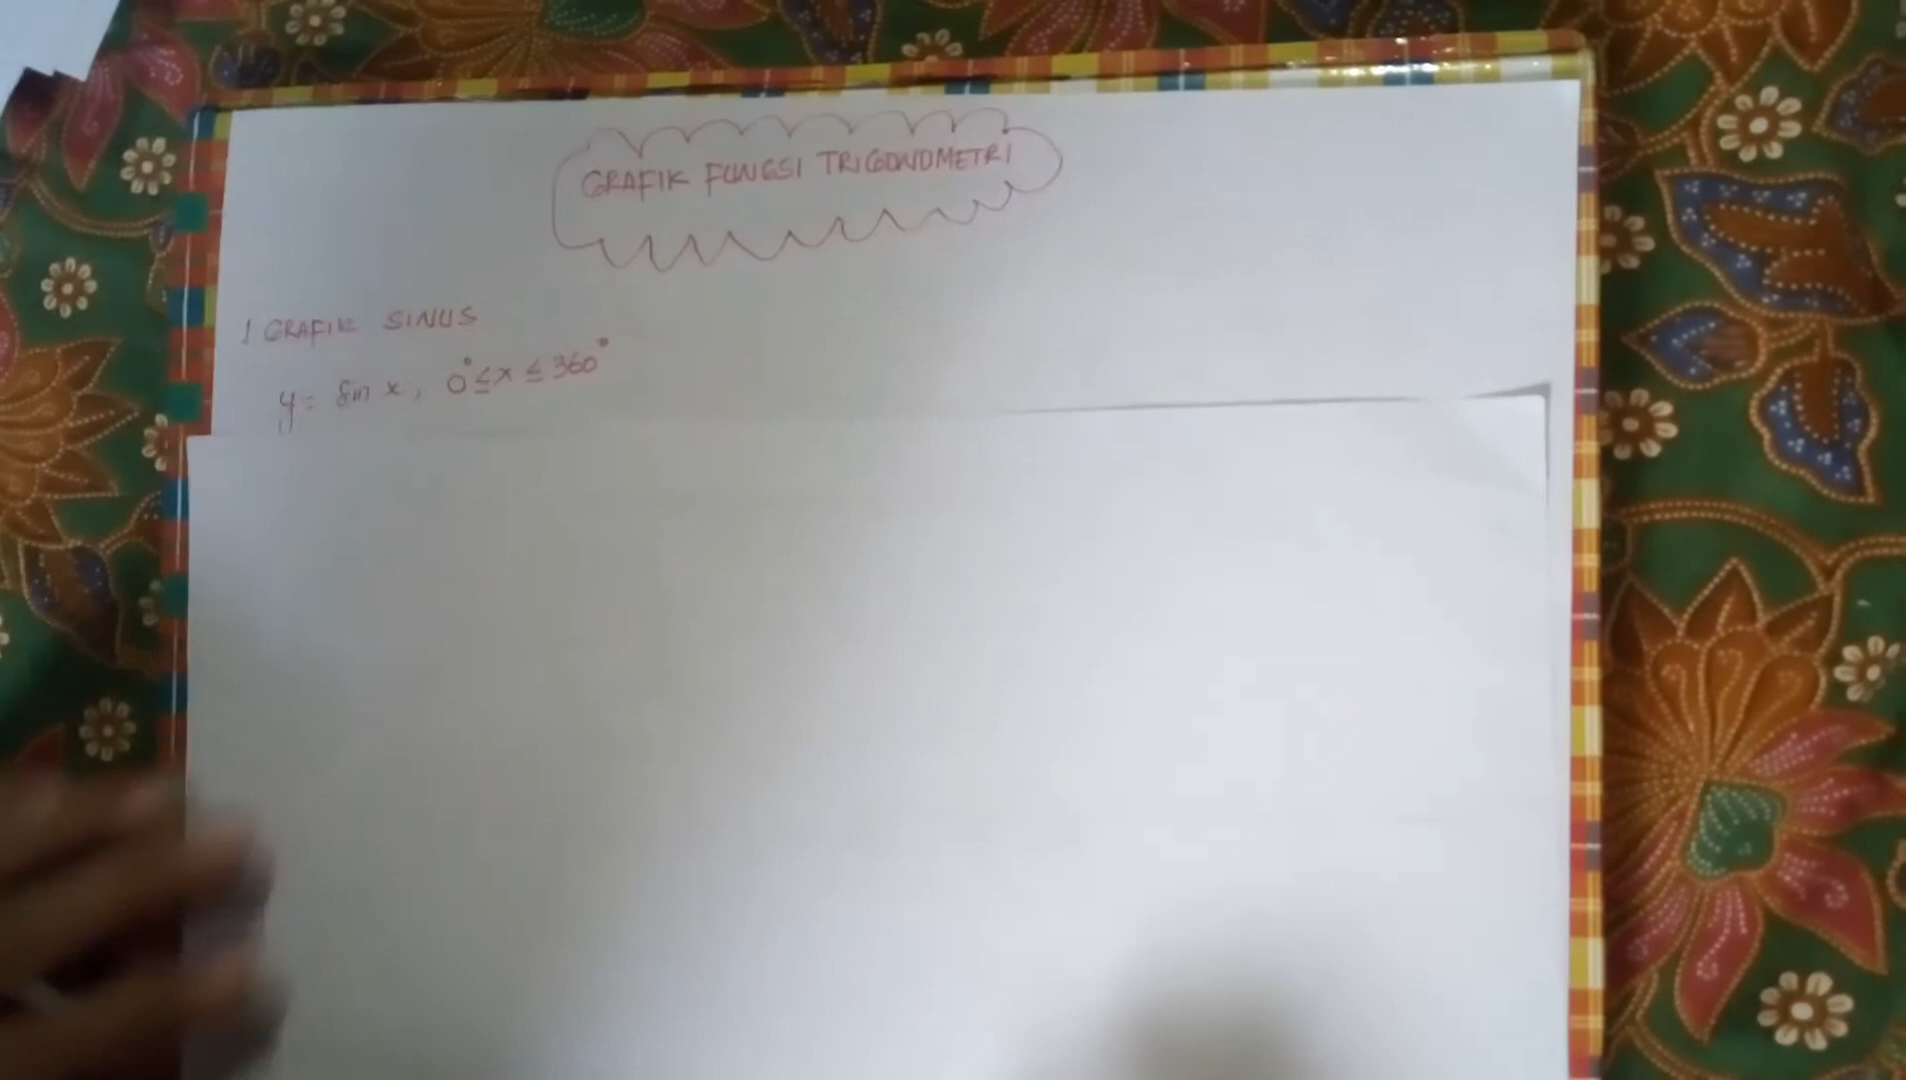 GRAFIK FUNGSI TRIGONOMETRI
1 GRAFIK SINUS
y = sin x, 0° ≤ x ≤ 360°